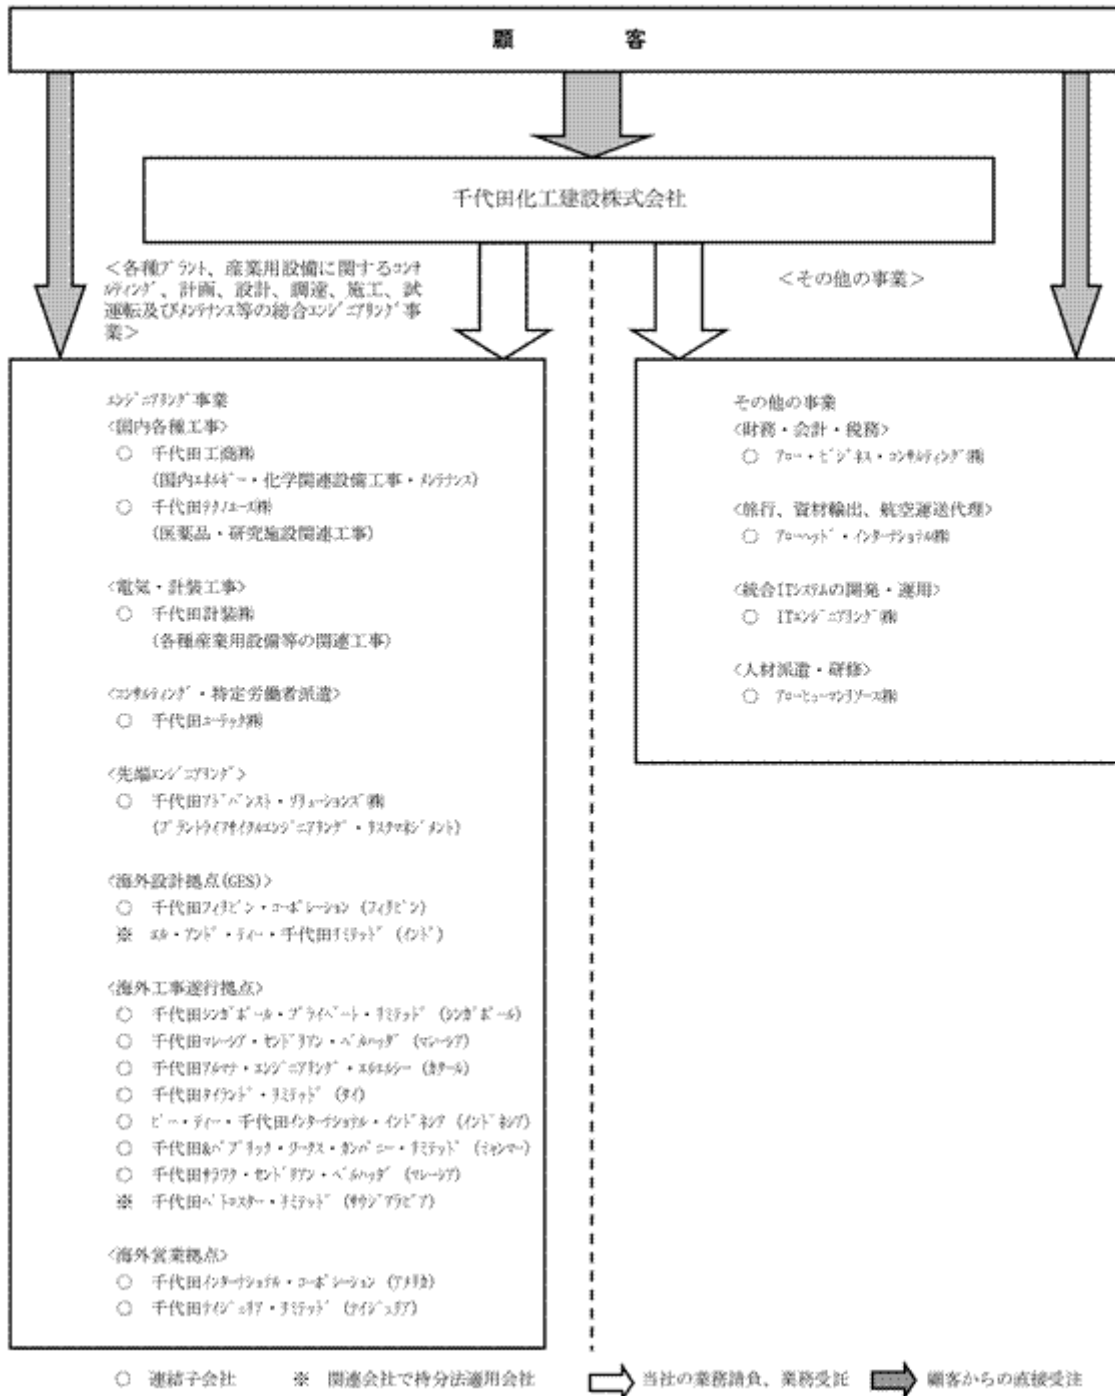 顧　　客
千代田化工建設株式会社
<各種ﾌﾟﾗﾝﾄ、産業用設備に関するｺﾝｻ
ﾙﾃｨﾝｸﾞ、計画、設計、調達、施工、試
運転及びﾒﾝﾃﾅﾝｽ等の総合ｴﾝｼﾞﾆｱﾘﾝｸﾞ事
業>
<その他の事業>
ｴﾝｼﾞﾆｱﾘﾝｸﾞ事業
<国内各種工事>
○ 千代田工商㈱
(国内ｴﾈﾙｷﾞｰ・化学関連設備工事・ﾒﾝﾃﾅﾝｽ)
○ 千代田ﾃｸﾉｴｰｽ㈱
(医薬品・研究施設関連工事)
<電気・計装工事>
○ 千代田計装㈱
(各種産業用設備等の関連工事)
<ｺﾝｻﾙﾃｨﾝｸﾞ・特定労働者派遣>
○ 千代田ﾕｰﾃｯｸ㈱
<先端ｴﾝｼﾞﾆｱﾘﾝｸﾞ>
○ 千代田ｱﾄﾞﾊﾞﾝｽﾄ・ｿﾘｭｰｼｮﾝｽﾞ㈱
(ﾌﾟﾗﾝﾄﾗｲﾌｻｲｸﾙｴﾝｼﾞﾆｱﾘﾝｸﾞ・ﾘｽｸﾏﾈｼﾞﾒﾝﾄ)
<海外設計拠点(GES)>
○ 千代田ﾌｨﾘﾋﾟﾝ・ｺｰﾎﾟﾚｰｼｮﾝ (ﾌｨﾘﾋﾟﾝ)
※ ｴﾙ・ｱﾝﾄﾞ・ﾃｨｰ・千代田ﾘﾐﾃｯﾄﾞ (ｲﾝﾄﾞ)
<海外工事遂行拠点>
○ 千代田ｼﾝｶﾞﾎﾟｰﾙ・ﾌﾟﾗｲﾍﾞｰﾄ・ﾘﾐﾃｯﾄﾞ (ｼﾝｶﾞﾎﾟｰﾙ)
○ 千代田ﾏﾚｰｼｱ・ｾﾝﾄﾞﾘｱﾝ・ﾍﾞﾙﾊｯﾀﾞ (ﾏﾚｰｼｱ)
○ 千代田ｱﾙﾏﾅ・ｴﾝｼﾞﾆｱﾘﾝｸﾞ・ｴﾙｴﾙｼｰ (ｶﾀｰﾙ)
○ 千代田ﾀｲﾗﾝﾄﾞ・ﾘﾐﾃｯﾄﾞ (ﾀｲ)
○ ﾋﾟｰ・ﾃｨｰ・千代田ｲﾝﾀｰﾅｼｮﾅﾙ・ｲﾝﾄﾞﾈｼｱ (ｲﾝﾄﾞﾈｼｱ)
○ 千代田&ﾊﾟﾌﾞﾘｯｸ・ﾜｰｸｽ・ｶﾝﾊﾟﾆｰ・ﾘﾐﾃｯﾄﾞ (ﾐｬﾝﾏｰ)
○ 千代田ｻﾗﾜｸ・ｾﾝﾄﾞﾘｱﾝ・ﾍﾞﾙﾊｯﾀﾞ (ﾏﾚｰｼｱ)
※ 千代田ﾍﾟﾄﾛｽﾀｰ・ﾘﾐﾃｯﾄﾞ (ｻｳｼﾞｱﾗﾋﾞｱ)
<海外営業拠点>
○ 千代田ｲﾝﾀｰﾅｼｮﾅﾙ・ｺｰﾎﾟﾚｰｼｮﾝ (ｱﾒﾘｶ)
○ 千代田ﾅｲｼﾞｪﾘｱ・ﾘﾐﾃｯﾄﾞ (ﾅｲｼﾞｪﾘｱ)
その他の事業
<財務・会計・税務>
○ ｱﾛｰ・ﾋﾞｼﾞﾈｽ・ｺﾝｻﾙﾃｨﾝｸﾞ㈱
<旅行、資材輸出、航空運送代理>
○ ｱﾛｰﾍｯﾄﾞ・ｲﾝﾀｰﾅｼｮﾅﾙ㈱
<統合ITｼｽﾃﾑの開発・運用>
○ ITｴﾝｼﾞﾆｱﾘﾝｸﾞ㈱
<人材派遣・研修>
○ ｱﾛｰﾋｭｰﾏﾝﾘｿｰｽ㈱
○ 連結子会社　※ 関連会社で持分法適用会社　当社の業務請負、業務受託　顧客からの直接受注